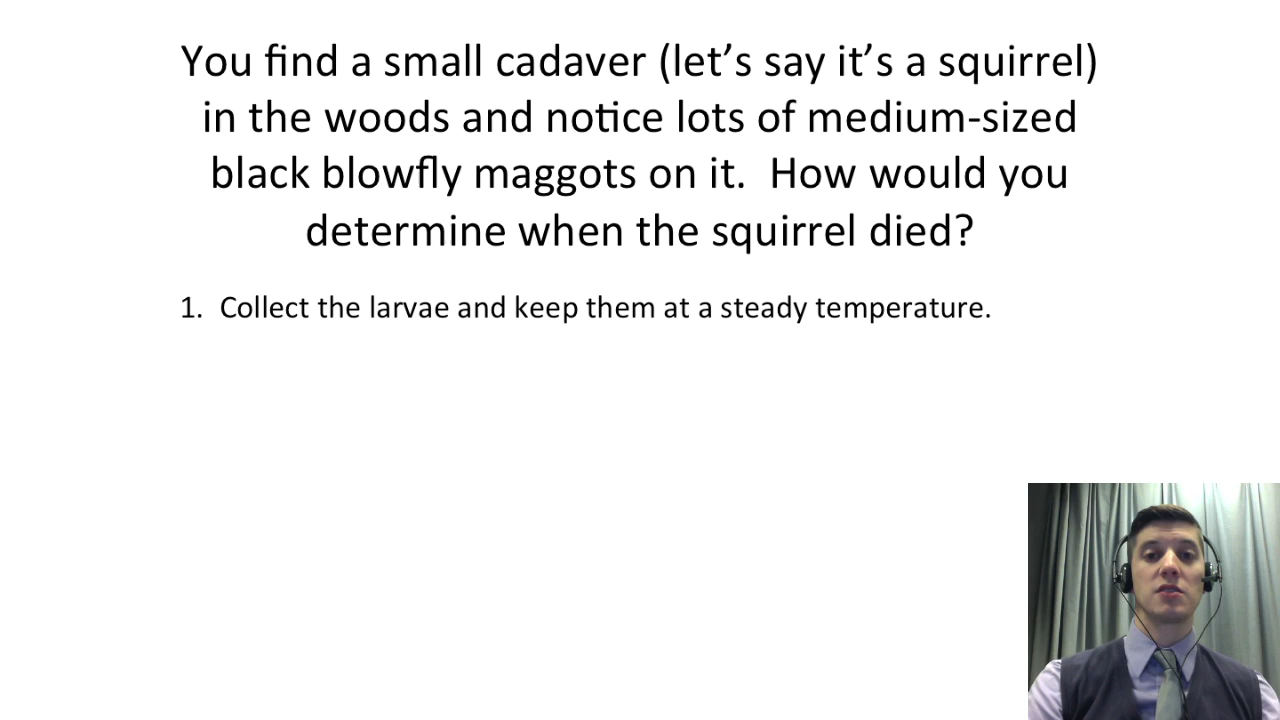 You find a small cadaver (let’s say it’s a squirrel)
in the woods and notice lots of medium-sized
black blowfly maggots on it.  How would you
determine when the squirrel died?
1. Collect the larvae and keep them at a steady temperature.